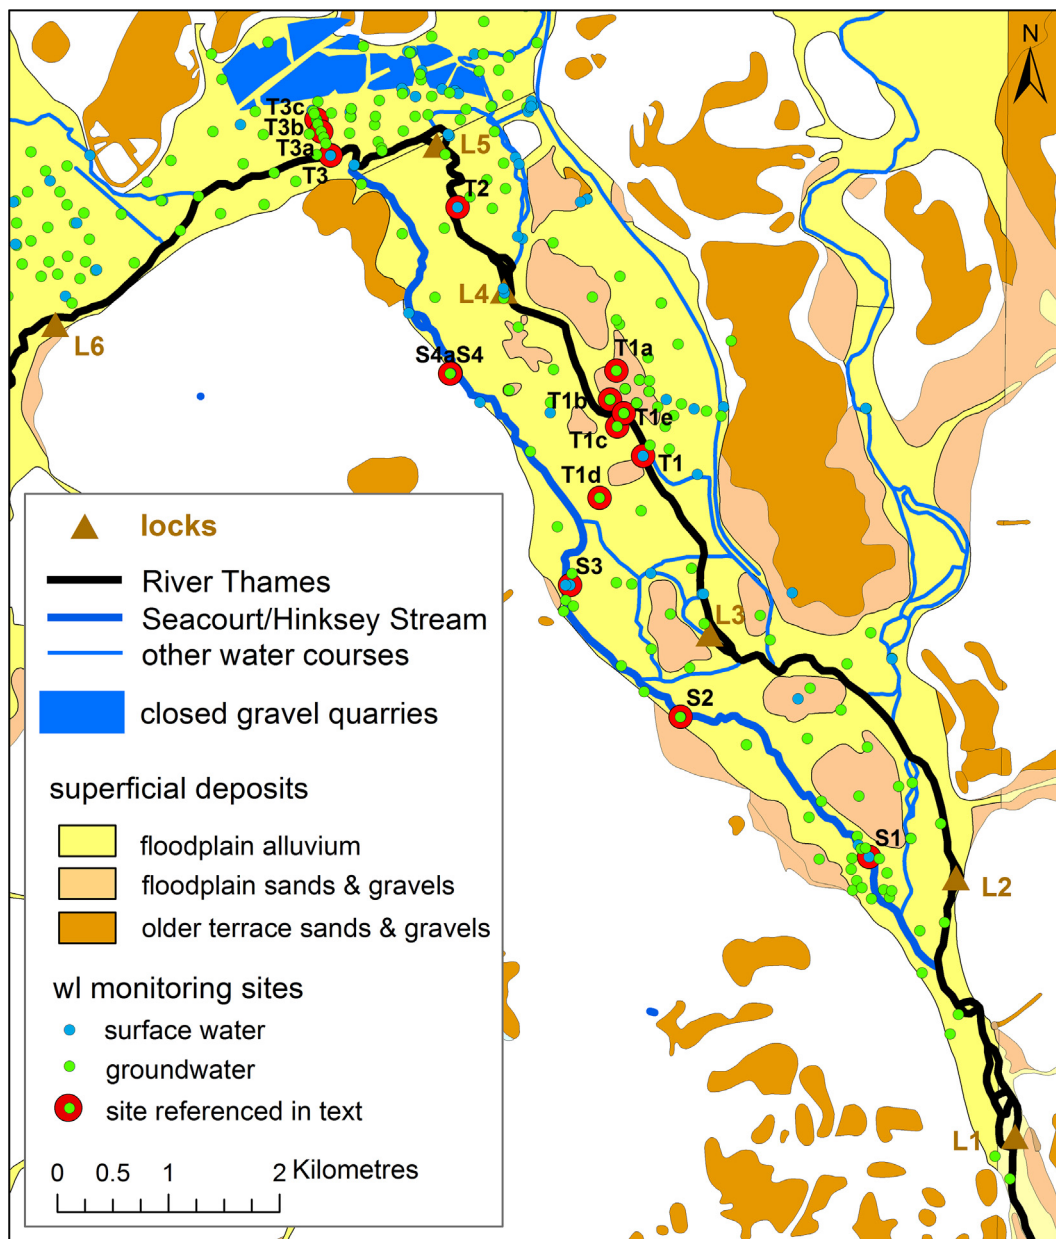 N
T3c
T3b
T3a
T3
L5
T2
L4
L6
S4aS4
T1a
T1b
T1e
T1c
T1
T1d
S3
L3
S2
S1
L2
L1
locks
River Thames
Seacourt/Hinksey Stream
other water courses
closed gravel quarries
superficial deposits
floodplain alluvium
floodplain sands & gravels
older terrace sands & gravels
wl monitoring sites
surface water
groundwater
site referenced in text
0 0.5 1 2 Kilometres